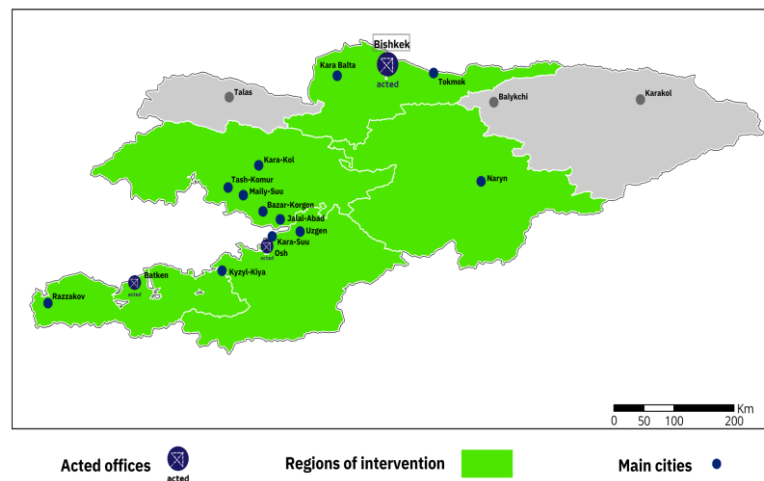 Bishkek
Kara Balta
acted
Tokmok
Talas
Balykchi
Karakol
Kara-Kol
Tash-Komur
Maily-Suu
Naryn
Bazar-Korgon
Jalal-Abad
Uzgen
Kara-Suu
Osh
acted
Kyzyl-Kiya
Batken
acted
Razzakov
Km
0 50 100 200
Acted offices
acted
Regions of intervention
Main cities